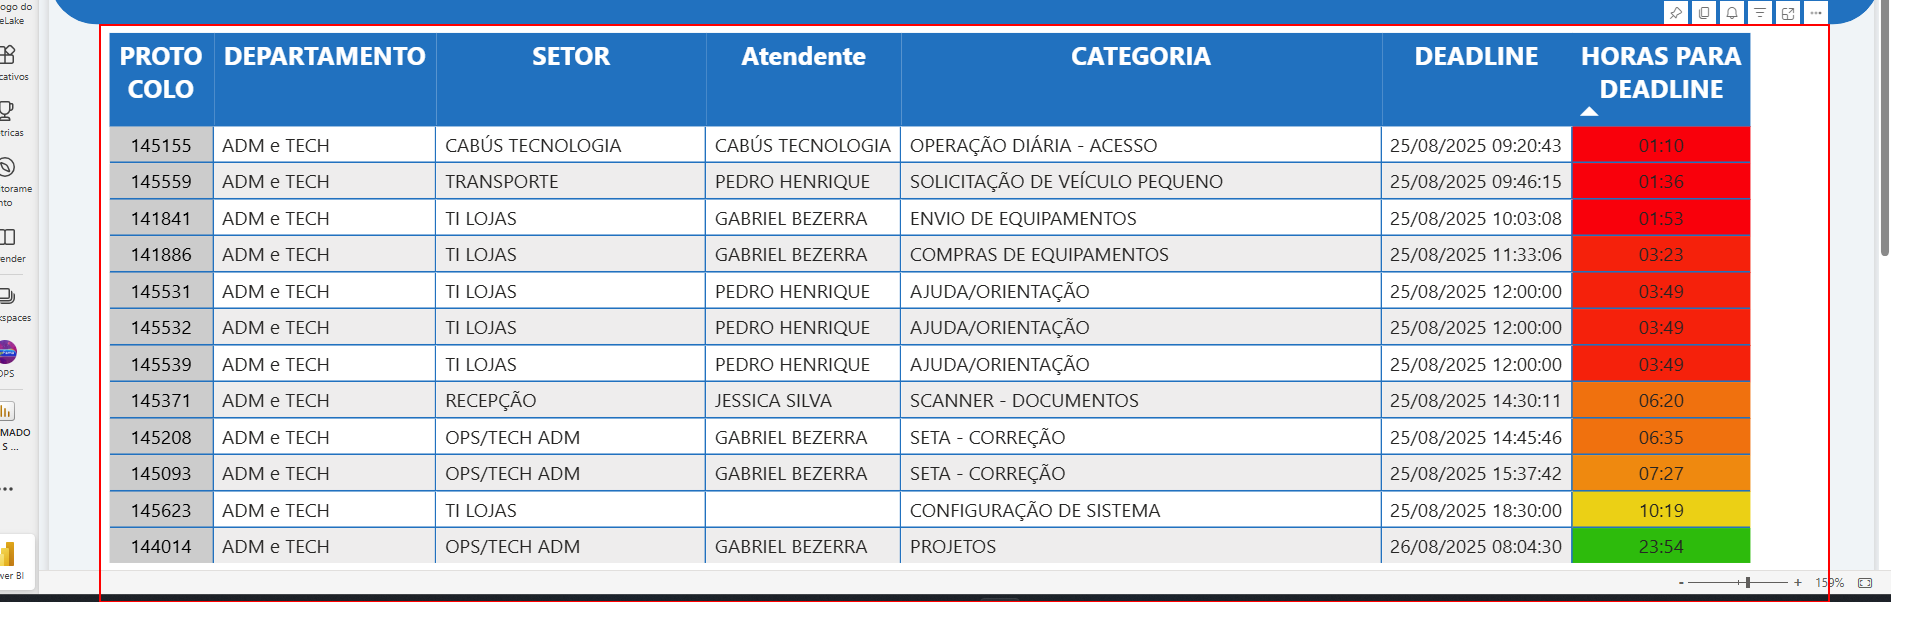 ogo do
eLake
cativos
tricas
itorame
nto
ender
kspaces
OPS
MADO
S ...
wer BI
PROTO
COLO
DEPARTAMENTO
SETOR
Atendente
CATEGORIA
DEADLINE
HORAS PARA
DEADLINE
145155 ADM e TECH CABÚS TECNOLOGIA CABÚS TECNOLOGIA OPERAÇÃO DIÁRIA - ACESSO 25/08/2025 09:20:43 01:10
145559 ADM e TECH TRANSPORTE PEDRO HENRIQUE SOLICITAÇÃO DE VEÍCULO PEQUENO 25/08/2025 09:46:15 01:36
141841 ADM e TECH TI LOJAS GABRIEL BEZERRA ENVIO DE EQUIPAMENTOS 25/08/2025 10:03:08 01:53
141886 ADM e TECH TI LOJAS GABRIEL BEZERRA COMPRAS DE EQUIPAMENTOS 25/08/2025 11:33:06 03:23
145531 ADM e TECH TI LOJAS PEDRO HENRIQUE AJUDA/ORIENTAÇÃO 25/08/2025 12:00:00 03:49
145532 ADM e TECH TI LOJAS PEDRO HENRIQUE AJUDA/ORIENTAÇÃO 25/08/2025 12:00:00 03:49
145539 ADM e TECH TI LOJAS PEDRO HENRIQUE AJUDA/ORIENTAÇÃO 25/08/2025 12:00:00 03:49
145371 ADM e TECH RECEPÇÃO JESSICA SILVA SCANNER - DOCUMENTOS 25/08/2025 14:30:11 06:20
145208 ADM e TECH OPS/TECH ADM GABRIEL BEZERRA SETA - CORREÇÃO 25/08/2025 14:45:46 06:35
145093 ADM e TECH OPS/TECH ADM GABRIEL BEZERRA SETA - CORREÇÃO 25/08/2025 15:37:42 07:27
145623 ADM e TECH TI LOJAS CONFIGURAÇÃO DE SISTEMA 25/08/2025 18:30:00 10:19
144014 ADM e TECH OPS/TECH ADM GABRIEL BEZERRA PROJETOS 26/08/2025 08:04:30 23:54
- + 159%